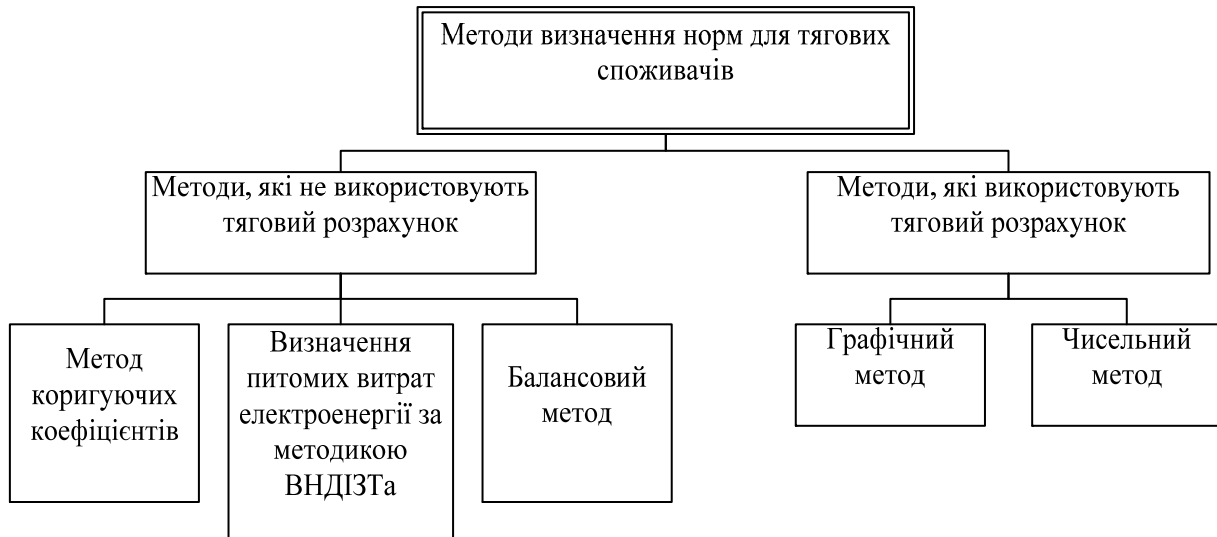 Методи визначення норм для тягових
споживачів
Методи, які не використовують
тяговий розрахунок
Методи, які використовують
тяговий розрахунок
Метод
коригуючих
коефіцієнтів
Визначення
питомих витрат
електроенергії за
методикою
ВНДІЗТа
Балансовий
метод
Графічний
метод
Чисельний
метод